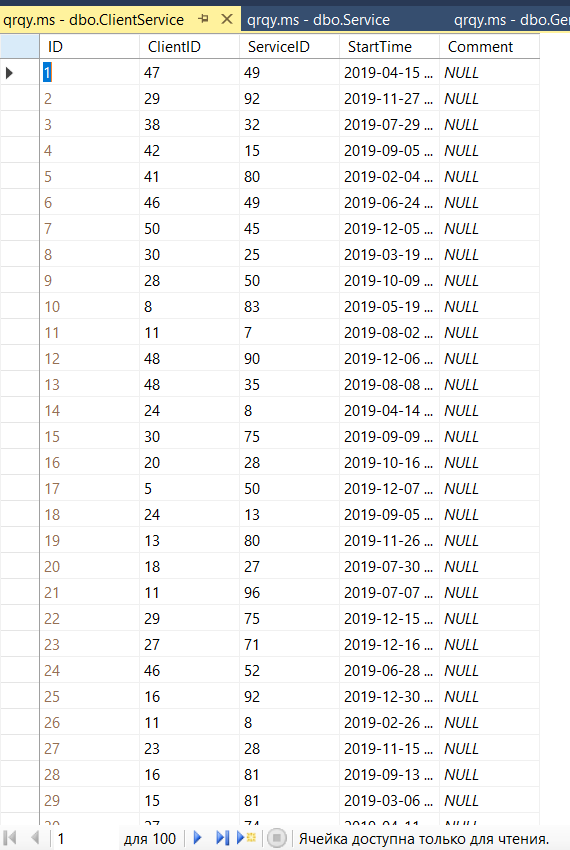 qrqy.ms - dbo.ClientService qrqy.ms - dbo.Service qrqy.ms - dbo.Ge
ID ClientID ServiceID StartTime Comment
1 47 49 2019-04-15 ... NULL
2 29 92 2019-11-27 ... NULL
3 38 32 2019-07-29 ... NULL
4 42 15 2019-09-05 ... NULL
5 41 80 2019-02-04 ... NULL
6 46 49 2019-06-24 ... NULL
7 50 45 2019-12-05 ... NULL
8 30 25 2019-03-19 ... NULL
9 28 50 2019-10-09 ... NULL
10 8 83 2019-05-19 ... NULL
11 11 7 2019-08-02 ... NULL
12 48 90 2019-12-06 ... NULL
13 48 35 2019-08-08 ... NULL
14 24 8 2019-04-14 ... NULL
15 30 75 2019-09-09 ... NULL
16 20 28 2019-10-16 ... NULL
17 5 50 2019-12-07 ... NULL
18 24 13 2019-09-05 ... NULL
19 13 80 2019-11-26 ... NULL
20 18 27 2019-07-30 ... NULL
21 11 96 2019-07-07 ... NULL
22 29 75 2019-12-15 ... NULL
23 27 71 2019-12-16 ... NULL
24 46 52 2019-06-28 ... NULL
25 16 92 2019-12-30 ... NULL
26 11 8 2019-02-26 ... NULL
27 23 28 2019-11-15 ... NULL
28 16 81 2019-09-13 ... NULL
29 15 81 2019-03-06 ... NULL
1 для 100 Ячейка доступна только для чтения.